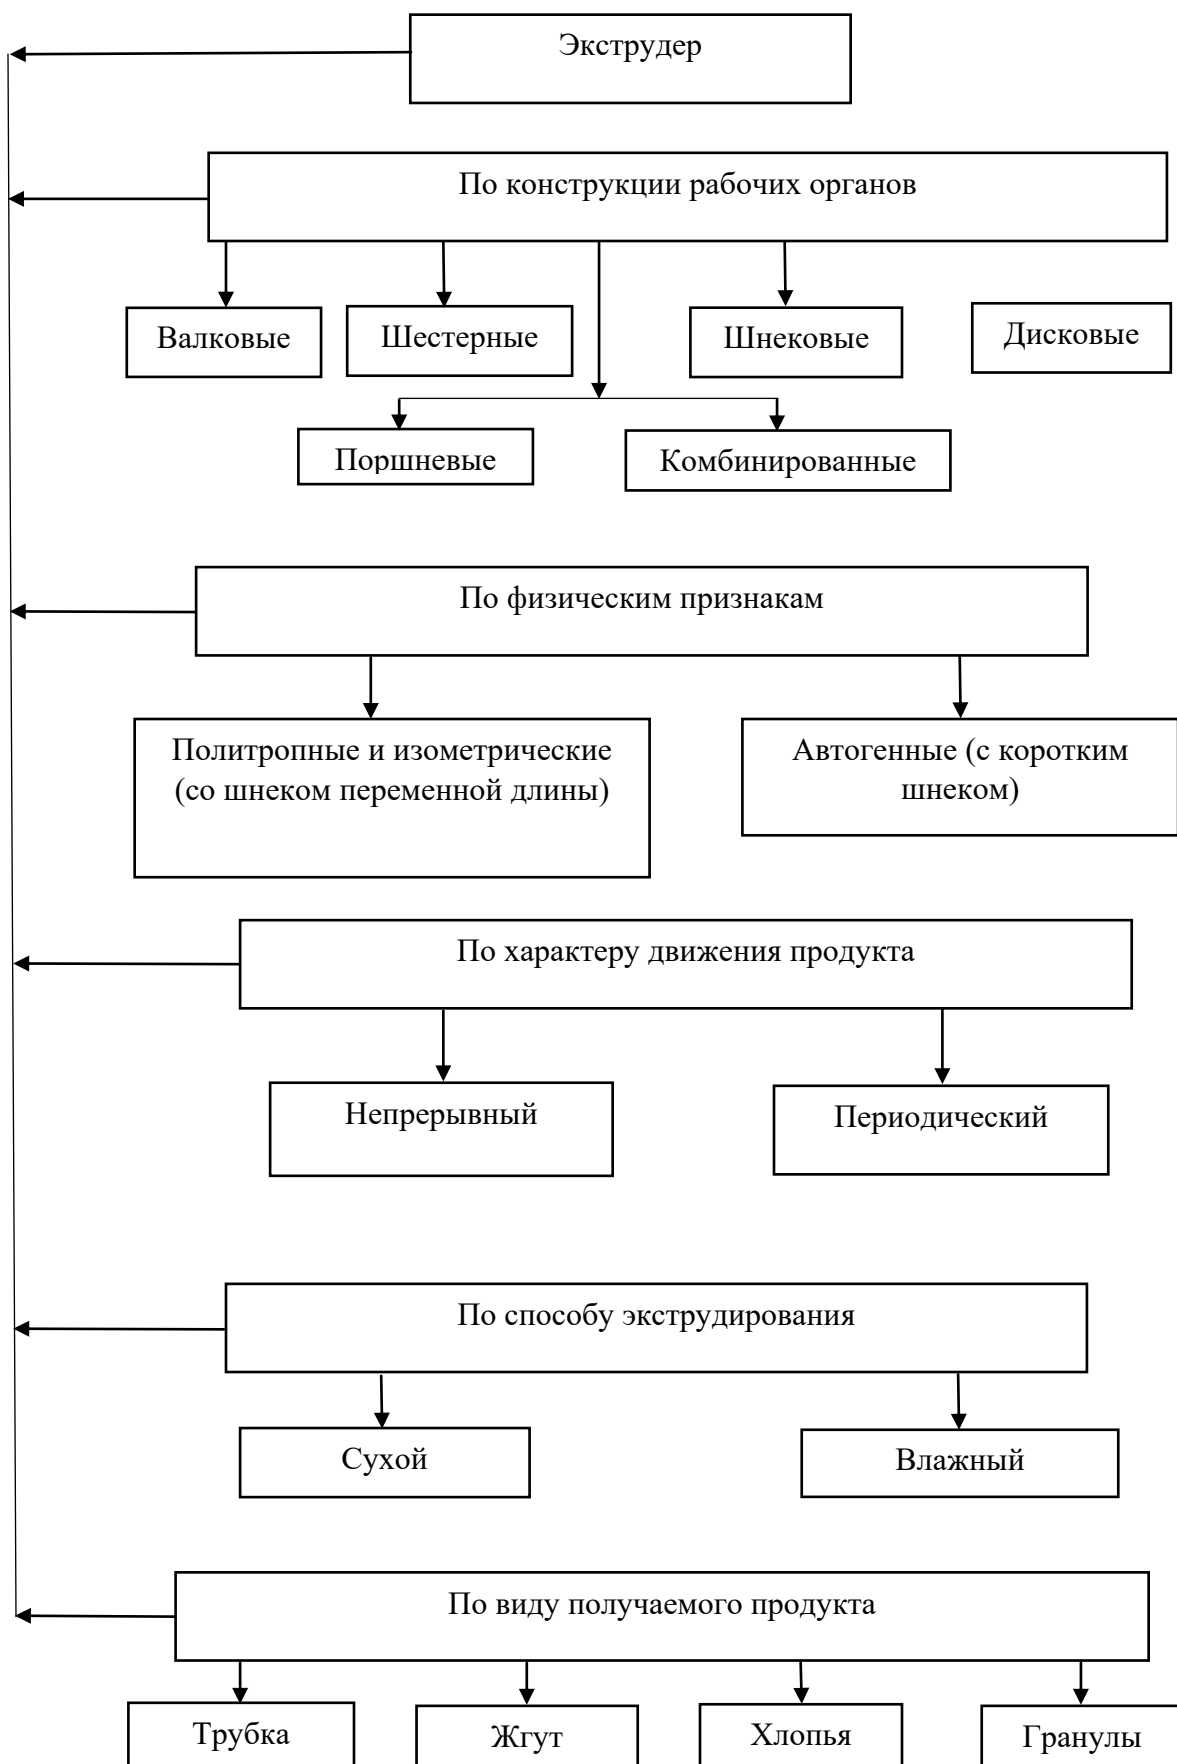 Экструдер
По конструкции рабочих органов
Валковые
Шестерные
Шнековые
Дисковые
Поршневые
Комбинированные
По физическим признакам
Политропные и изометрические
(со шнеком переменной длины)
Автогенные (с коротким
шнеком)
По характеру движения продукта
Непрерывный
Периодический
По способу экструдирования
Сухой
Влажный
По виду получаемого продукта
Трубка
Жгут
Хлопья
Гранулы